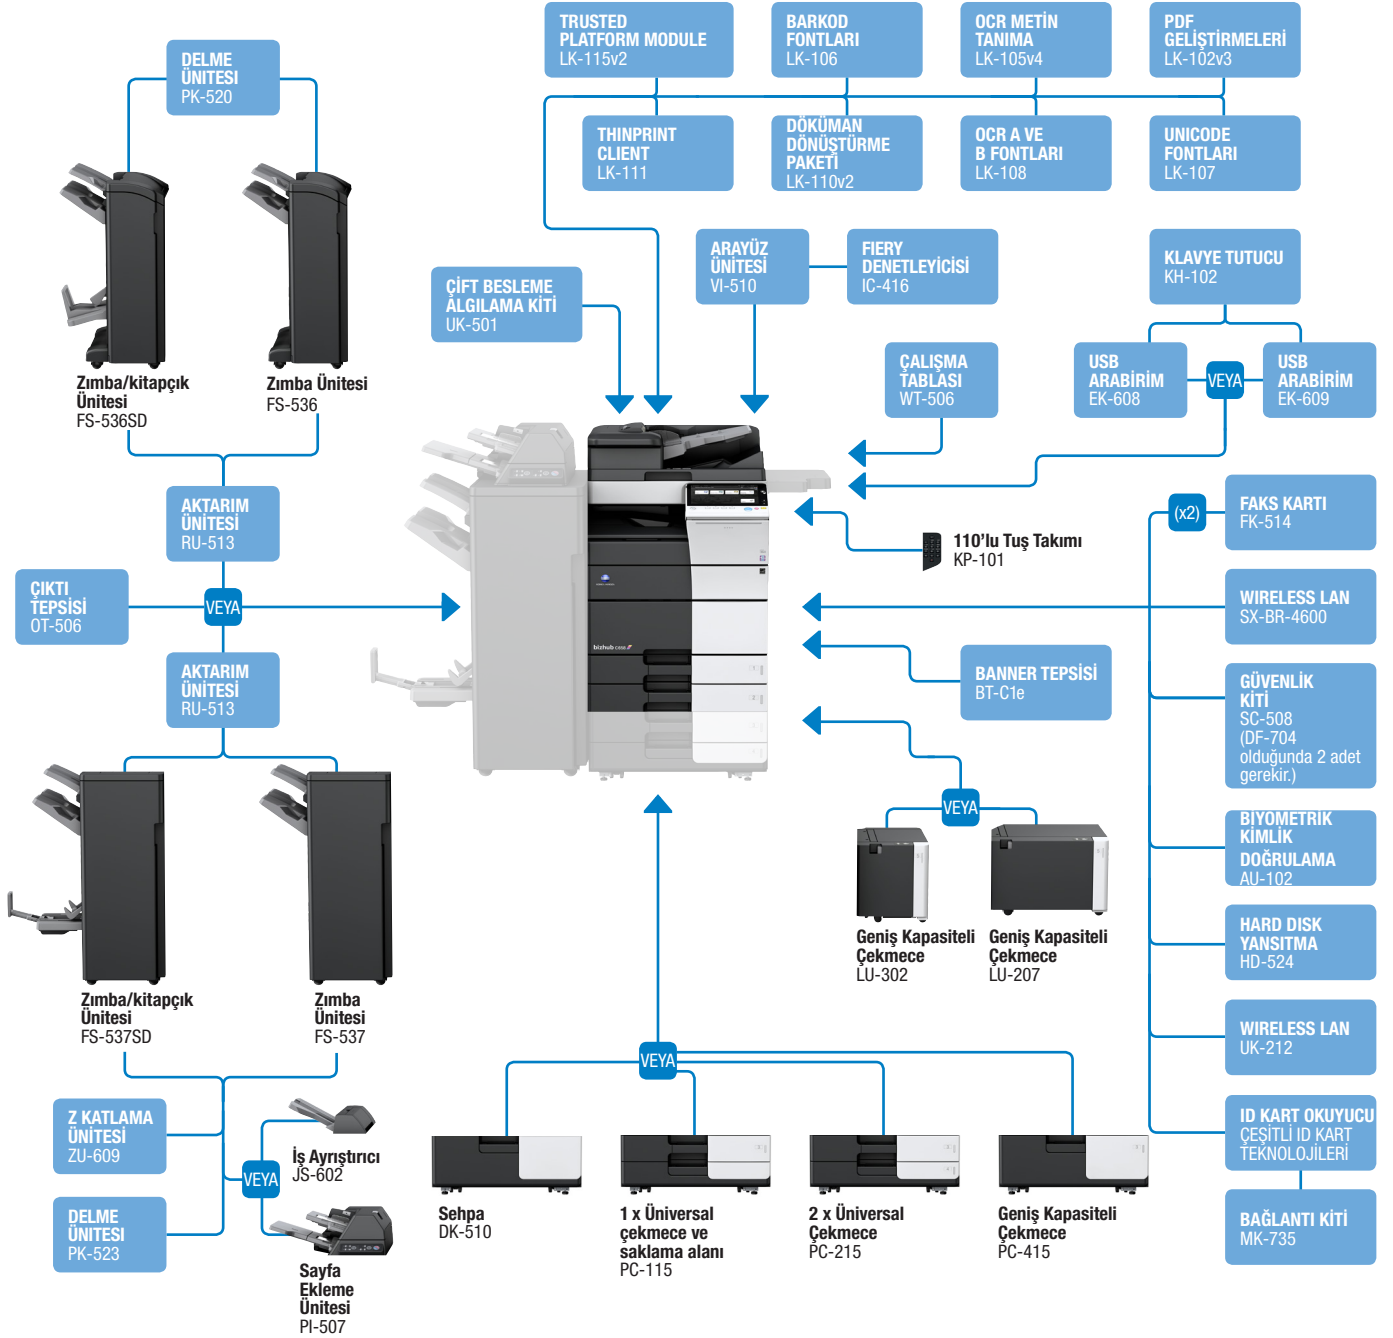 TRUSTED
PLATFORM MODULE
LK-115v2
BARKOD
FONTLARI
LK-106
OCR METİN
TANIMA
LK-105v4
PDF
GELİŞTİRMELERİ
LK-102v3
DELME
ÜNİTESI
PK-520
THINPRINT
CLIENT
LK-111
DÖKÜMAN
DÖNÜŞTÜRME
PAKETİ
LK-110v2
OCR A VE
B FONTLARI
LK-108
UNICODE
FONTLARI
LK-107
ARAYÜZ
ÜNİTESİ
VI-510
FIERY
DENETLEYİCİSİ
IC-416
KLAVYE TUTUCU
KH-102
ÇİFT BESLEME
ALGILAMA KİTİ
UK-501
ÇALIŞMA
TABLASI
WT-506
USB
ARABİRİM
EK-608
VEYA
USB
ARABİRİM
EK-609
Zımba/kitapçık
Ünitesi
FS-536SD
Zımba Ünitesi
FS-536
AKTARIM
ÜNİTESİ
RU-513
(x2)
FAKS KARTI
FK-514
110’lu Tuş Takımı
KP-101
ÇIKTI
TEPSİSİ
OT-506
VEYA
WIRELESS LAN
SX-BR-4600
bizhub C658
AKTARIM
ÜNİTESİ
RU-513
BANNER TEPSİSİ
BT-C1e
GÜVENLİK
KİTİ
SC-508
(DF-704
olduğunda 2 adet
gerekir.)
VEYA
BİYOMETRİK
KİMLİK
DOĞRULAMA
AU-102
Geniş Kapasiteli
Çekmece
LU-302
Geniş Kapasiteli
Çekmece
LU-207
HARD DISK
YANSITMA
HD-524
Zımba/kitapçık
Ünitesi
FS-537SD
Zımba
Ünitesi
FS-537
WIRELESS LAN
UK-212
VEYA
Z KATLAMA
ÜNİTESİ
ZU-609
İş Ayrıştırıcı
JS-602
VEYA
ID KART OKUYUCU
ÇEŞİTLİ ID KART
TEKNOLOJİLERİ
DELME
ÜNITESI
PK-523
Sayfa
Ekleme
Ünitesi
PI-507
Sehpa
DK-510
1 x Üniversal
çekmece ve
saklama alanı
PC-115
2 x Üniversal
Çekmece
PC-215
Geniş Kapasiteli
Çekmece
PC-415
BAĞLANTI KİTİ
MK-735